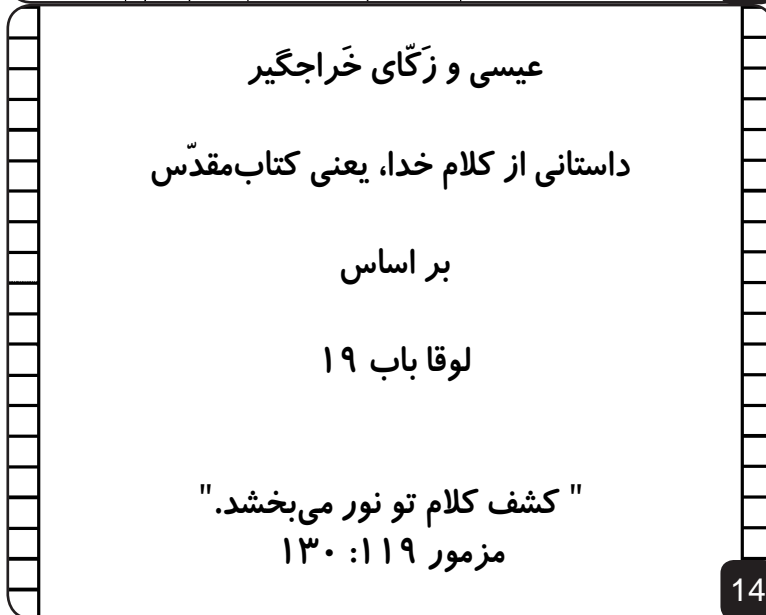 عیسی و زَکّای خَراجگیر
داستانی از کلام خدا، یعنی کتاب‌مقدّس
بر اساس
لوقا باب ۱۹
" کشف کلام تو نور می‌بخشد."
مزمور ۱۱۹: ۱۳۰
14